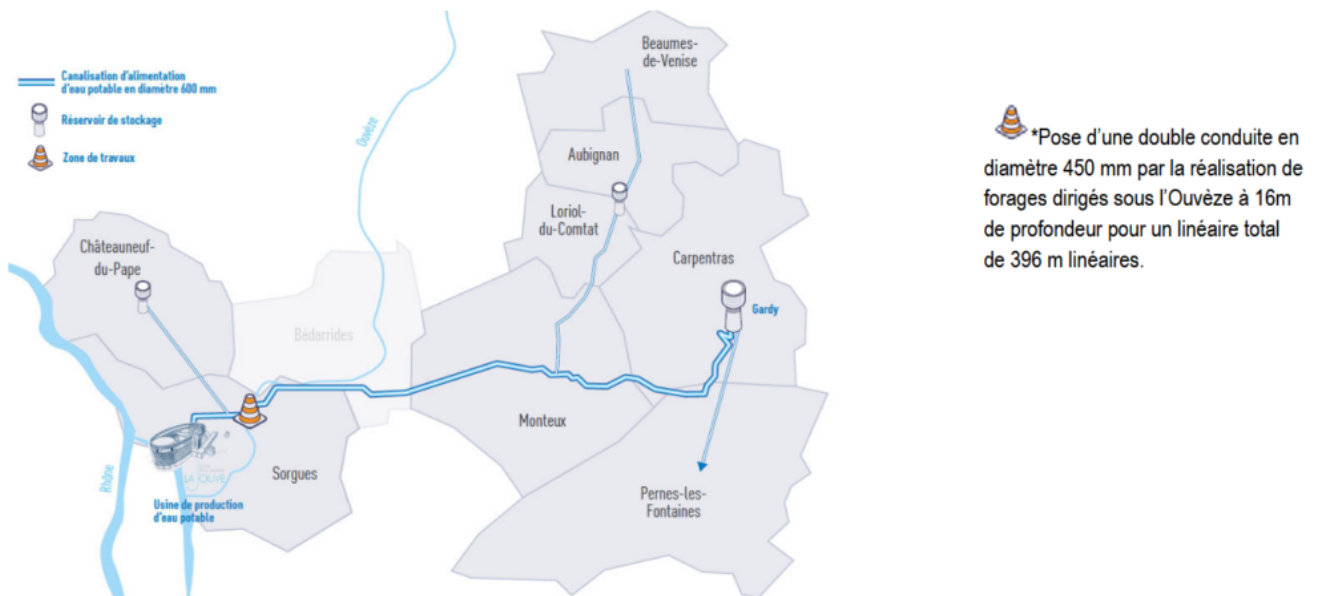 Canalisation d'alimentation
d'eau potable en diamètre 600 mm
Réservoir de stockage
Zone de travaux
Ouvèze
Beaumes-
de-Venise
Aubignan
Loriol-
du-Comtat
Carpentras
Gardy
Châteauneuf-
du-Pape
Bédarrides
Monteux
Sorgues
Rhône
LA JOUVE
Usine de production
d'eau potable
Pernes-les-
Fontaines
*Pose d'une double conduite en
diamètre 450 mm par la réalisation de
forages dirigés sous l'Ouvèze à 16m
de profondeur pour un linéaire total
de 396 m linéaires.